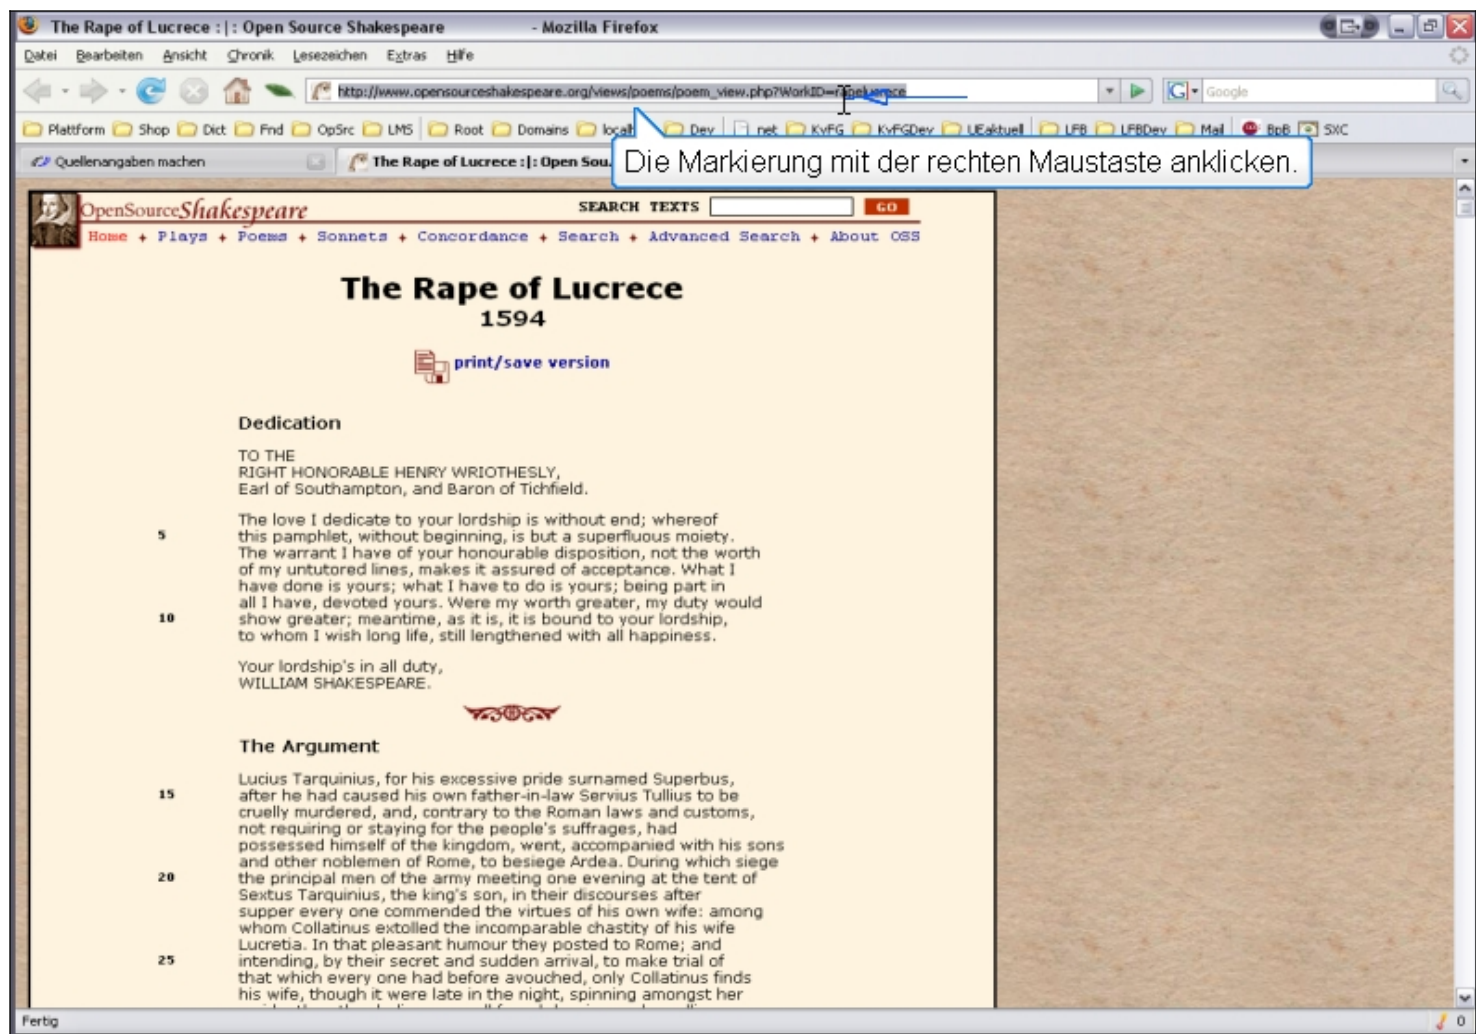 The Rape of Lucrece :|: Open Source Shakespeare - Mozilla Firefox
Datei Bearbeiten Ansicht Chronik Lesezeichen Extras Hilfe
http://www.opensourceshakespeare.org/views/poems/poem_view.php?WorkID=rapelucrece
Google
Plattform Shop Dict Fnd OpSrc LMS Root Domains Dev net KvFG KvFGDev UEaktuell LFB LFBDev Mail BpB SXC
Quellenangaben machen
The Rape of Lucrece :|: Open Sou...
Die Markierung mit der rechten Maustaste anklicken.
OpenSourceShakespeare
SEARCH TEXTS GO
Home + Plays + Poems + Sonnets + Concordance + Search + Advanced Search + About OSS
The Rape of Lucrece
1594
print/save version
Dedication
TO THE
RIGHT HONORABLE HENRY WRIOTHESLY,
Earl of Southampton, and Baron of Tichfield.
The love I dedicate to your lordship is without end; whereof
5 this pamphlet, without beginning, is but a superfluous moiety.
The warrant I have of your honourable disposition, not the worth
of my untutored lines, makes it assured of acceptance. What I
have done is yours; what I have to do is yours; being part in
all I have, devoted yours. Were my worth greater, my duty would
10 show greater; meantime, as it is, it is bound to your lordship,
to whom I wish long life, still lengthened with all happiness.
Your lordship's in all duty,
WILLIAM SHAKESPEARE.
The Argument
Lucius Tarquinius, for his excessive pride surnamed Superbus,
15 after he had caused his own father-in-law Servius Tullius to be
cruelly murdered, and, contrary to the Roman laws and customs,
not requiring or staying for the people's suffrages, had
possessed himself of the kingdom, went, accompanied with his sons
and other noblemen of Rome, to besiege Ardea. During which siege
20 the principal men of the army meeting one evening at the tent of
Sextus Tarquinius, the king's son, in their discourses after
supper every one commended the virtues of his own wife: among
whom Collatinus extolled the incomparable chastity of his wife
Lucretia. In that pleasant humour they posted to Rome; and
25 intending, by their secret and sudden arrival, to make trial of
that which every one had before avouched, only Collatinus finds
his wife, though it were late in the night, spinning amongst her
Fertig
0